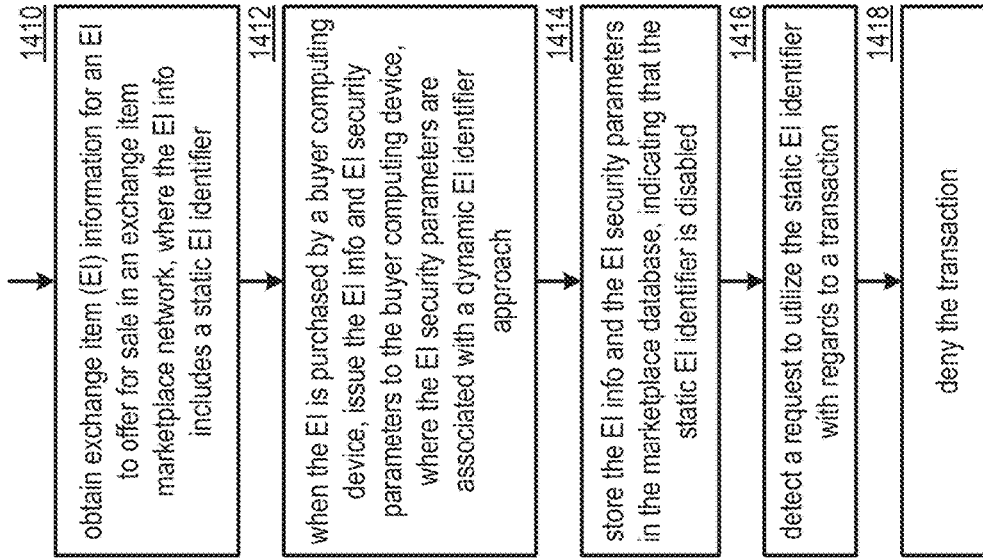 1410
obtain exchange item (EI) information for an EI
to offer for sale in an exchange item
marketplace network, where the EI info
includes a static EI identifier
1412
when the EI is purchased by a buyer computing
device, issue the EI info and EI security
parameters to the buyer computing device,
where the EI security parameters are
associated with a dynamic EI identifier
approach
1414
store the EI info and the EI security parameters
in the marketplace database, indicating that the
static EI identifier is disabled
1416
detect a request to utilize the static EI identifier
with regards to a transaction
1418
deny the transaction